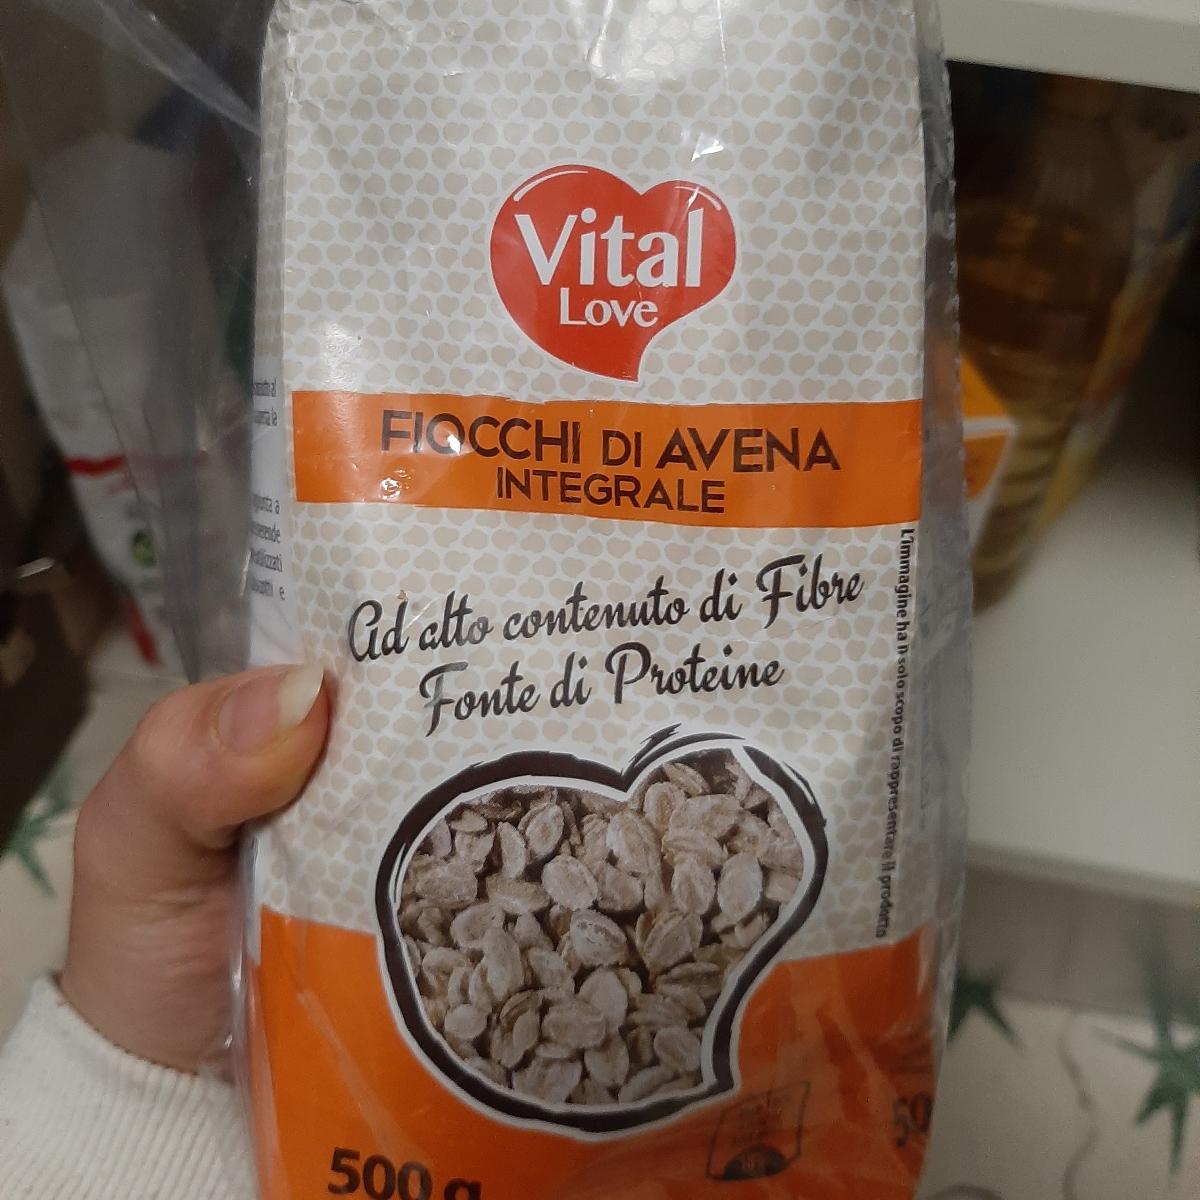 Vital
Love
FIOCCHI DI AVENA
INTEGRALE
Ad alto contenuto di Fibre
Fonte di Proteine
L'immagine ha il solo scopo di rappresentare il prodotto
500 g
50